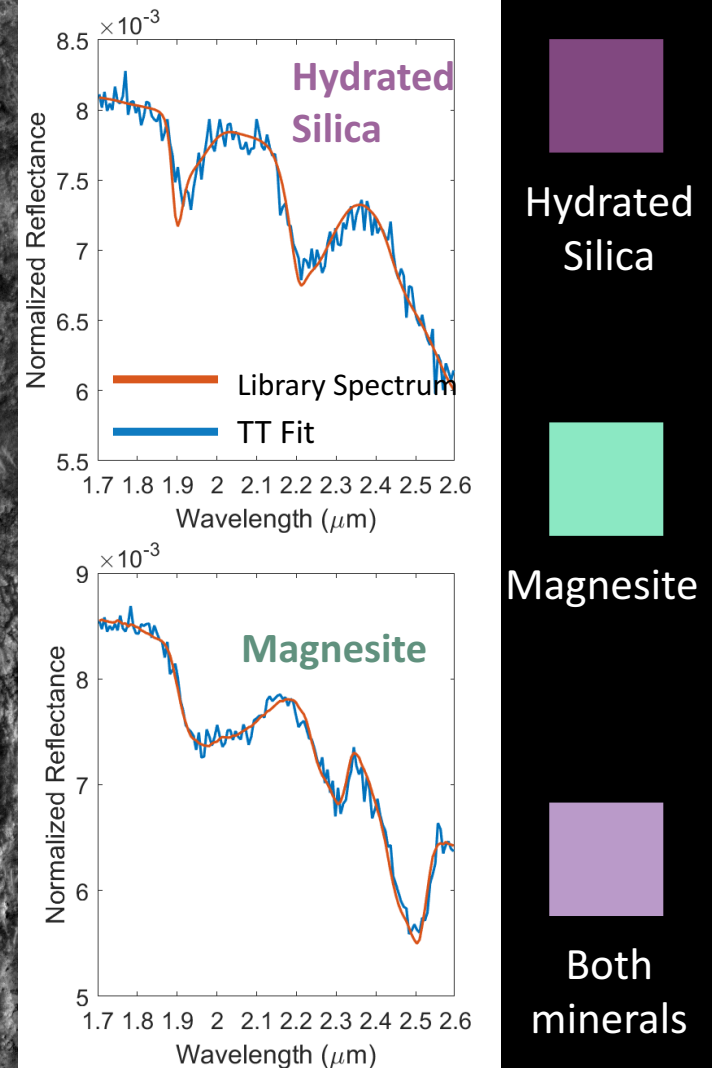 ×10⁻³
8.5
8
7.5
7
6.5
6
5.5
Normalized Reflectance
Hydrated
Silica
Library Spectrum
TT Fit
1.7 1.8 1.9 2 2.1 2.2 2.3 2.4 2.5 2.6
Wavelength (μm)
×10⁻³
9
8
7
6
5
Normalized Reflectance
Magnesite
1.7 1.8 1.9 2 2.1 2.2 2.3 2.4 2.5 2.6
Wavelength (μm)
Hydrated
Silica
Magnesite
Both
minerals